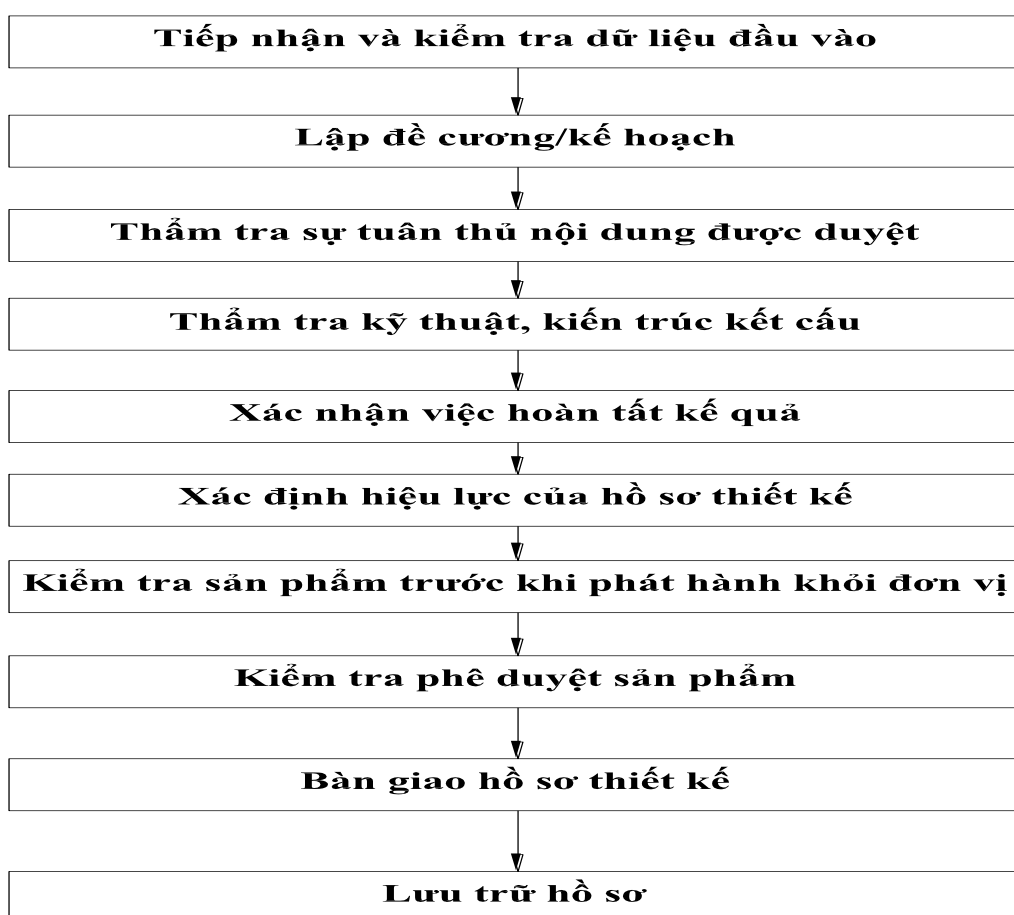 Tiếp nhận và kiểm tra dữ liệu đầu vào
Lập đề cương/kế hoạch
Thẩm tra sự tuân thủ nội dung được duyệt
Thẩm tra kỹ thuật, kiến trúc kết cấu
Xác nhận việc hoàn tất kế quả
Xác định hiệu lực của hồ sơ thiết kế
Kiểm tra sản phẩm trước khi phát hành khỏi đơn vị
Kiểm tra phê duyệt sản phẩm
Bàn giao hồ sơ thiết kế
Lưu trữ hồ sơ